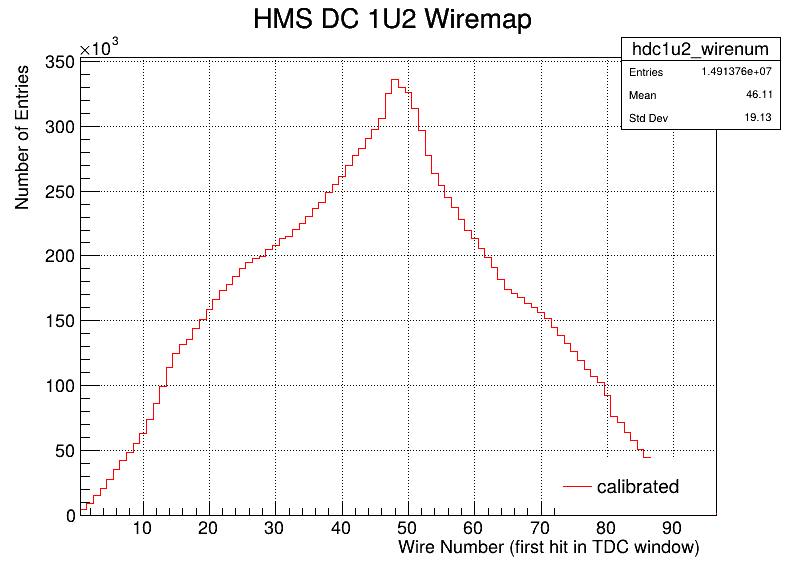 HMS DC 1U2 Wiremap
×10³
hdc1u2_wirenum
Entries 1.491376e+07
Mean 46.11
Std Dev 19.13
Number of Entries
350
300
250
200
150
100
50
0
calibrated
10 20 30 40 50 60 70 80 90
Wire Number (first hit in TDC window)